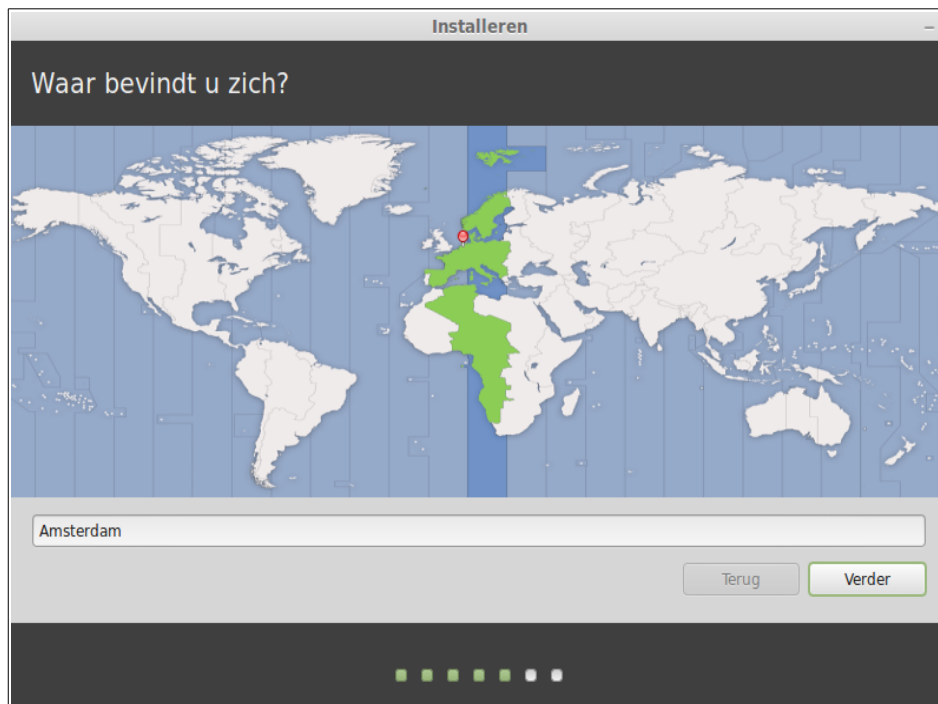 Installeren
Waar bevindt u zich?
Amsterdam
Terug
Verder